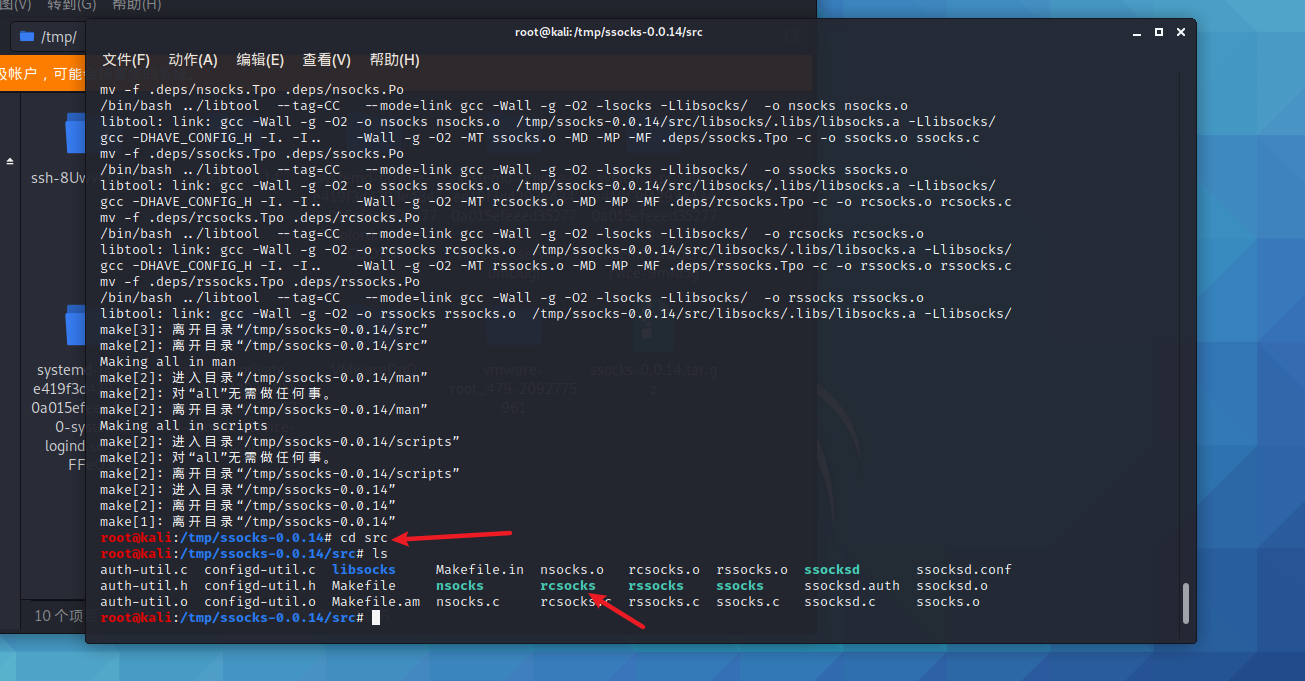 图(V) 转到(G) 帮助(H)
/tmp/
root@kali: /tmp/ssocks-0.0.14/src
文件(F) 动作(A) 编辑(E) 查看(V) 帮助(H)
级帐户，可能
mv -f .deps/nsocks.Tpo .deps/nsocks.Po
/bin/bash ../libtool  --tag=CC   --mode=link gcc -Wall -g -O2 -lsocks -Llibsocks/  -o nsocks nsocks.o
libtool: link: gcc -Wall -g -O2 -o nsocks nsocks.o  /tmp/ssocks-0.0.14/src/libsocks/.libs/libsocks.a -Llibsocks/
gcc -DHAVE_CONFIG_H -I. -I..    -Wall -g -O2 -MT ssocks.o -MD -MP -MF .deps/ssocks.Tpo -c -o ssocks.o ssocks.c
mv -f .deps/ssocks.Tpo .deps/ssocks.Po
/bin/bash ../libtool  --tag=CC   --mode=link gcc -Wall -g -O2 -lsocks -Llibsocks/  -o ssocks ssocks.o
libtool: link: gcc -Wall -g -O2 -o ssocks ssocks.o  /tmp/ssocks-0.0.14/src/libsocks/.libs/libsocks.a -Llibsocks/
gcc -DHAVE_CONFIG_H -I. -I..    -Wall -g -O2 -MT rcsocks.o -MD -MP -MF .deps/rcsocks.Tpo -c -o rcsocks.o rcsocks.c
mv -f .deps/rcsocks.Tpo .deps/rcsocks.Po
/bin/bash ../libtool  --tag=CC   --mode=link gcc -Wall -g -O2 -lsocks -Llibsocks/  -o rcsocks rcsocks.o
libtool: link: gcc -Wall -g -O2 -o rcsocks rcsocks.o  /tmp/ssocks-0.0.14/src/libsocks/.libs/libsocks.a -Llibsocks/
gcc -DHAVE_CONFIG_H -I. -I..    -Wall -g -O2 -MT rssocks.o -MD -MP -MF .deps/rssocks.Tpo -c -o rssocks.o rssocks.c
mv -f .deps/rssocks.Tpo .deps/rssocks.Po
/bin/bash ../libtool  --tag=CC   --mode=link gcc -Wall -g -O2 -lsocks -Llibsocks/  -o rssocks rssocks.o
libtool: link: gcc -Wall -g -O2 -o rssocks rssocks.o  /tmp/ssocks-0.0.14/src/libsocks/.libs/libsocks.a -Llibsocks/
make[3]: 离开目录“/tmp/ssocks-0.0.14/src”
make[2]: 离开目录“/tmp/ssocks-0.0.14/src”
Making all in man
make[2]: 进入目录“/tmp/ssocks-0.0.14/man”
make[2]: 对“all”无需做任何事。
make[2]: 离开目录“/tmp/ssocks-0.0.14/man”
Making all in scripts
make[2]: 进入目录“/tmp/ssocks-0.0.14/scripts”
make[2]: 对“all”无需做任何事。
make[2]: 离开目录“/tmp/ssocks-0.0.14/scripts”
make[2]: 进入目录“/tmp/ssocks-0.0.14”
make[2]: 离开目录“/tmp/ssocks-0.0.14”
make[1]: 离开目录“/tmp/ssocks-0.0.14”
root@kali:/tmp/ssocks-0.0.14# cd src
root@kali:/tmp/ssocks-0.0.14/src# ls
auth-util.c  configd-util.c  libsocks     Makefile.in  nsocks.o   rcsocks.o  rssocks.o  ssocksd       ssocksd.conf
auth-util.h  configd-util.h  Makefile     nsocks       rcsocks    rssocks    ssocks     ssocksd.auth  ssocksd.o
auth-util.o  configd-util.o  Makefile.am  nsocks.c     rcsocks.c  rssocks.c  ssocks.c   ssocksd.c     ssocks.o
root@kali:/tmp/ssocks-0.0.14/src#
ssh-8Uw
systemd-
e419f3c
0a015ef
0-sys
logind
FF
vmware-
root_479-2092775
961
ssocks-0.0.14.tar.g
z
10 个项